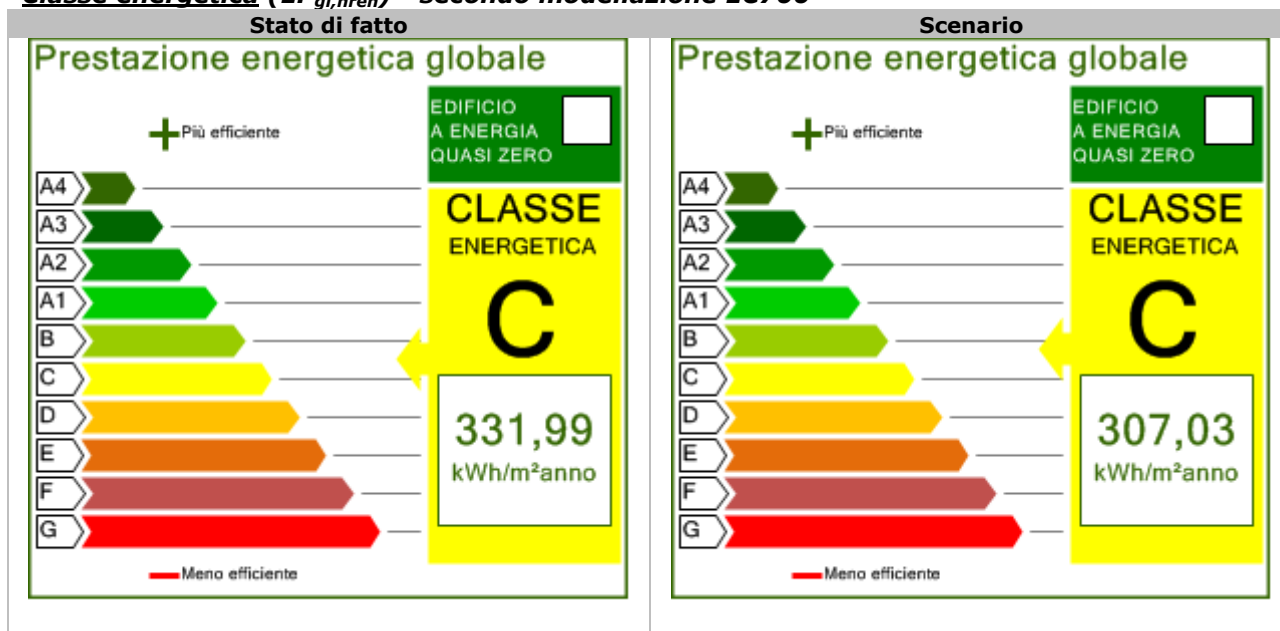 Stato di fatto
Prestazione energetica globale
Più efficiente
EDIFICIO
A ENERGIA
QUASI ZERO
A4
A3
A2
A1
B
C
D
E
F
G
CLASSE
ENERGETICA
C
331,99
kWh/m²anno
Meno efficiente
Scenario
Prestazione energetica globale
Più efficiente
EDIFICIO
A ENERGIA
QUASI ZERO
A4
A3
A2
A1
B
C
D
E
F
G
CLASSE
ENERGETICA
C
307,03
kWh/m²anno
Meno efficiente